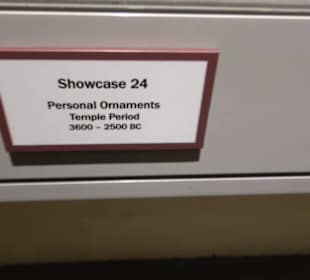 Showcase 24
Personal Ornaments
Temple Period
3600 – 2500 BC